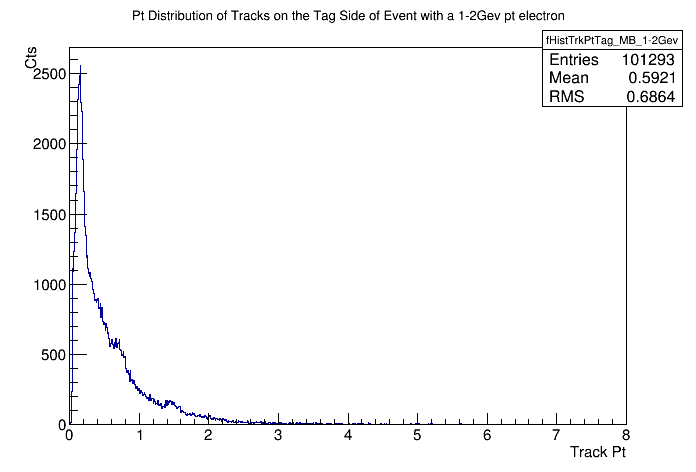 Pt Distribution of Tracks on the Tag Side of Event with a 1-2Gev pt electron
Cts
fHistTrkPtTag_MB_1-2Gev
Entries 101293
Mean 0.5921
RMS 0.6864
2500
2000
1500
1000
500
0
0 1 2 3 4 5 6 7 8
Track Pt